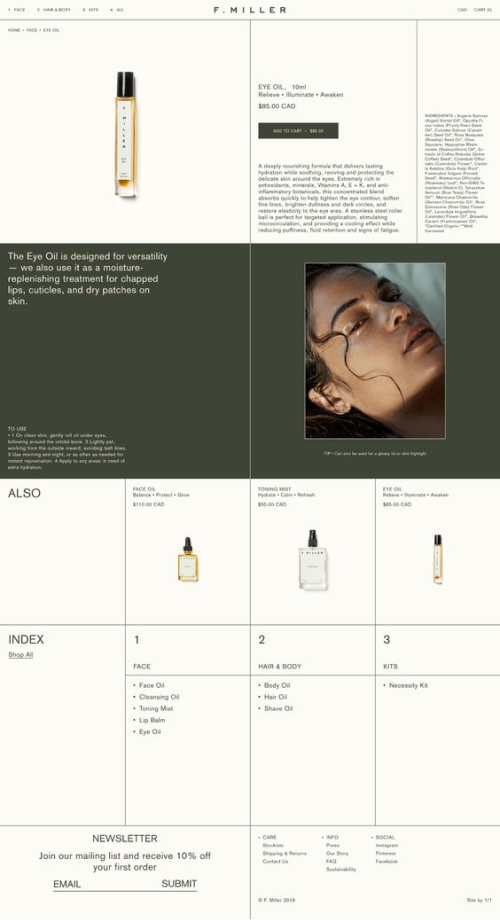 1 FACE 2 HAIR & BODY 3 KITS 4 ALL
F. MILLER
CAD CART (0)
HOME • FACE • EYE OIL
F. MILLER
EYE OIL, 10ml
Relieve • Illuminate • Awaken
$85.00 CAD
ADD TO CART • $85.00
A deeply nourishing formula that delivers lasting
hydration while soothing, reviving and protecting the
delicate skin around the eyes. Extremely rich in
antioxidants, minerals, Vitamins A, E + K, and anti-
inflammatory botanicals, this concentrated blend
absorbs quickly to help tighten the eye contour, soften
fine lines, brighten dullness and dark circles, and
restore elasticity to the eye area. A stainless steel roller
ball is perfect for targeted application, stimulating
microcirculation, and providing a cooling effect while
reducing puffiness, fluid retention and signs of fatigue.
INGREDIENTS • Argania Spinosa
(Argan) Kernel Oil*,
The Eye Oil is designed for versatility
— we also use it as a moisture-
replenishing treatment for chapped
lips, cuticles, and dry patches on
skin.
TO USE
• 1 On clean skin, gently roll oil under eyes,
following around the orbital bone. 2 Lightly pat,
working from the outside inward, avoiding lash lines.
3 Use morning and night, or as often as needed for
instant rejuvenation. 4 Apply to any areas in need of
extra hydration.
TIP • Can also be used for a glossy lid or skin highlight
ALSO
FACE OIL
Balance • Protect • Glow
$110.00 CAD
TONING MIST
Hydrate • Calm • Refresh
$55.00 CAD
EYE OIL
Relieve • Illuminate • Awaken
$85.00 CAD
INDEX
Shop All
1
FACE
• Face Oil
• Cleansing Oil
• Toning Mist
• Lip Balm
• Eye Oil
2
HAIR & BODY
• Body Oil
• Hair Oil
• Shave Oil
3
KITS
• Necessity Kit
NEWSLETTER
Join our mailing list and receive 10% off
your first order
EMAIL SUBMIT
• CARE
Stockists
Shipping & Returns
Contact Us
• INFO
Press
Our Story
FAQ
Sustainability
• SOCIAL
Instagram
Pinterest
Facebook
© F. Miller 2019
Site by 1/1